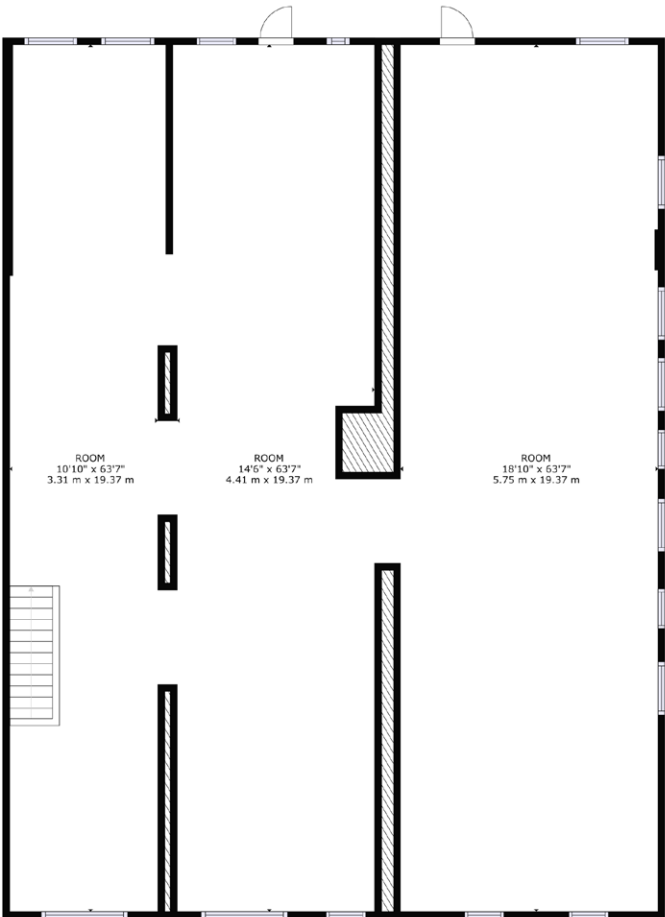 ROOM
10'10" x 63'7"
3.31 m x 19.37 m
ROOM
14'5" x 63'7"
4.41 m x 19.37 m
ROOM
18'10" x 63'7"
5.75 m x 19.37 m